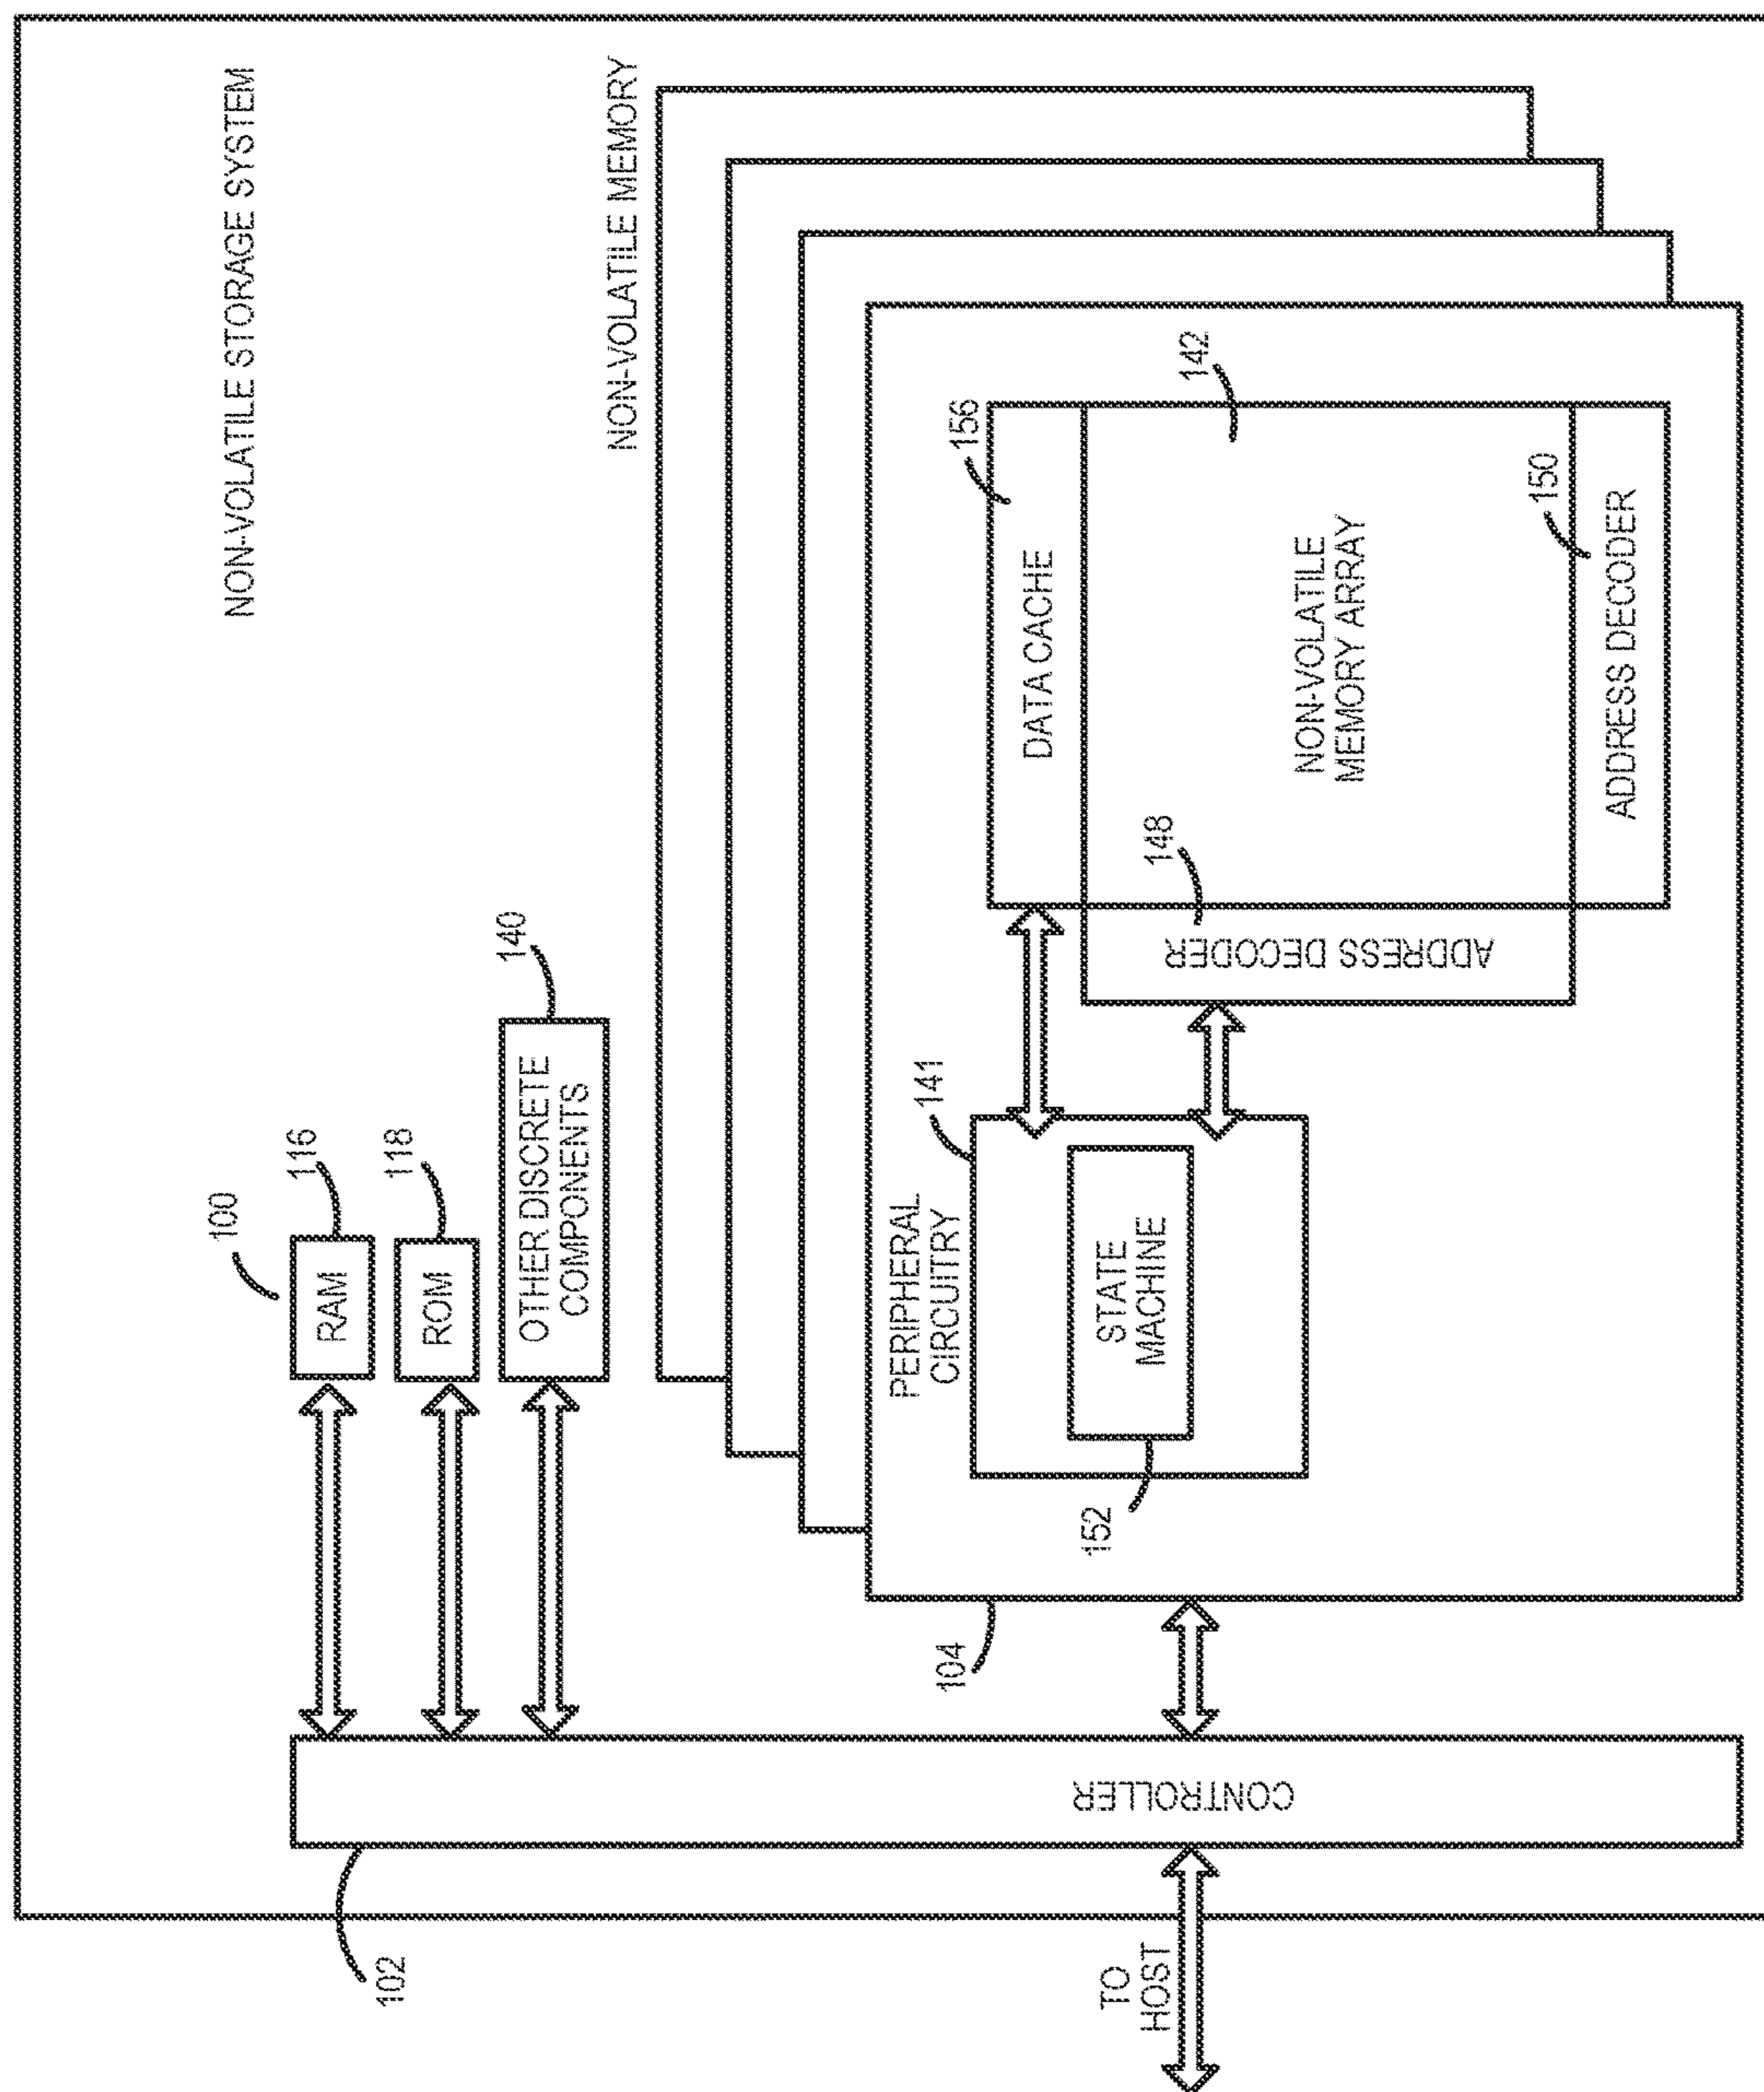 NON-VOLATILE STORAGE SYSTEM
100
116
RAM
118
ROM
140
OTHER DISCRETE
COMPONENTS
NON-VOLATILE MEMORY
102
CONTROLLER
TO
HOST
104
PERIPHERAL
CIRCUITRY
141
STATE
MACHINE
152
156
DATA CACHE
142
NON-VOLATILE
MEMORY ARRAY
148
ADDRESS DECODER
150
ADDRESS DECODER